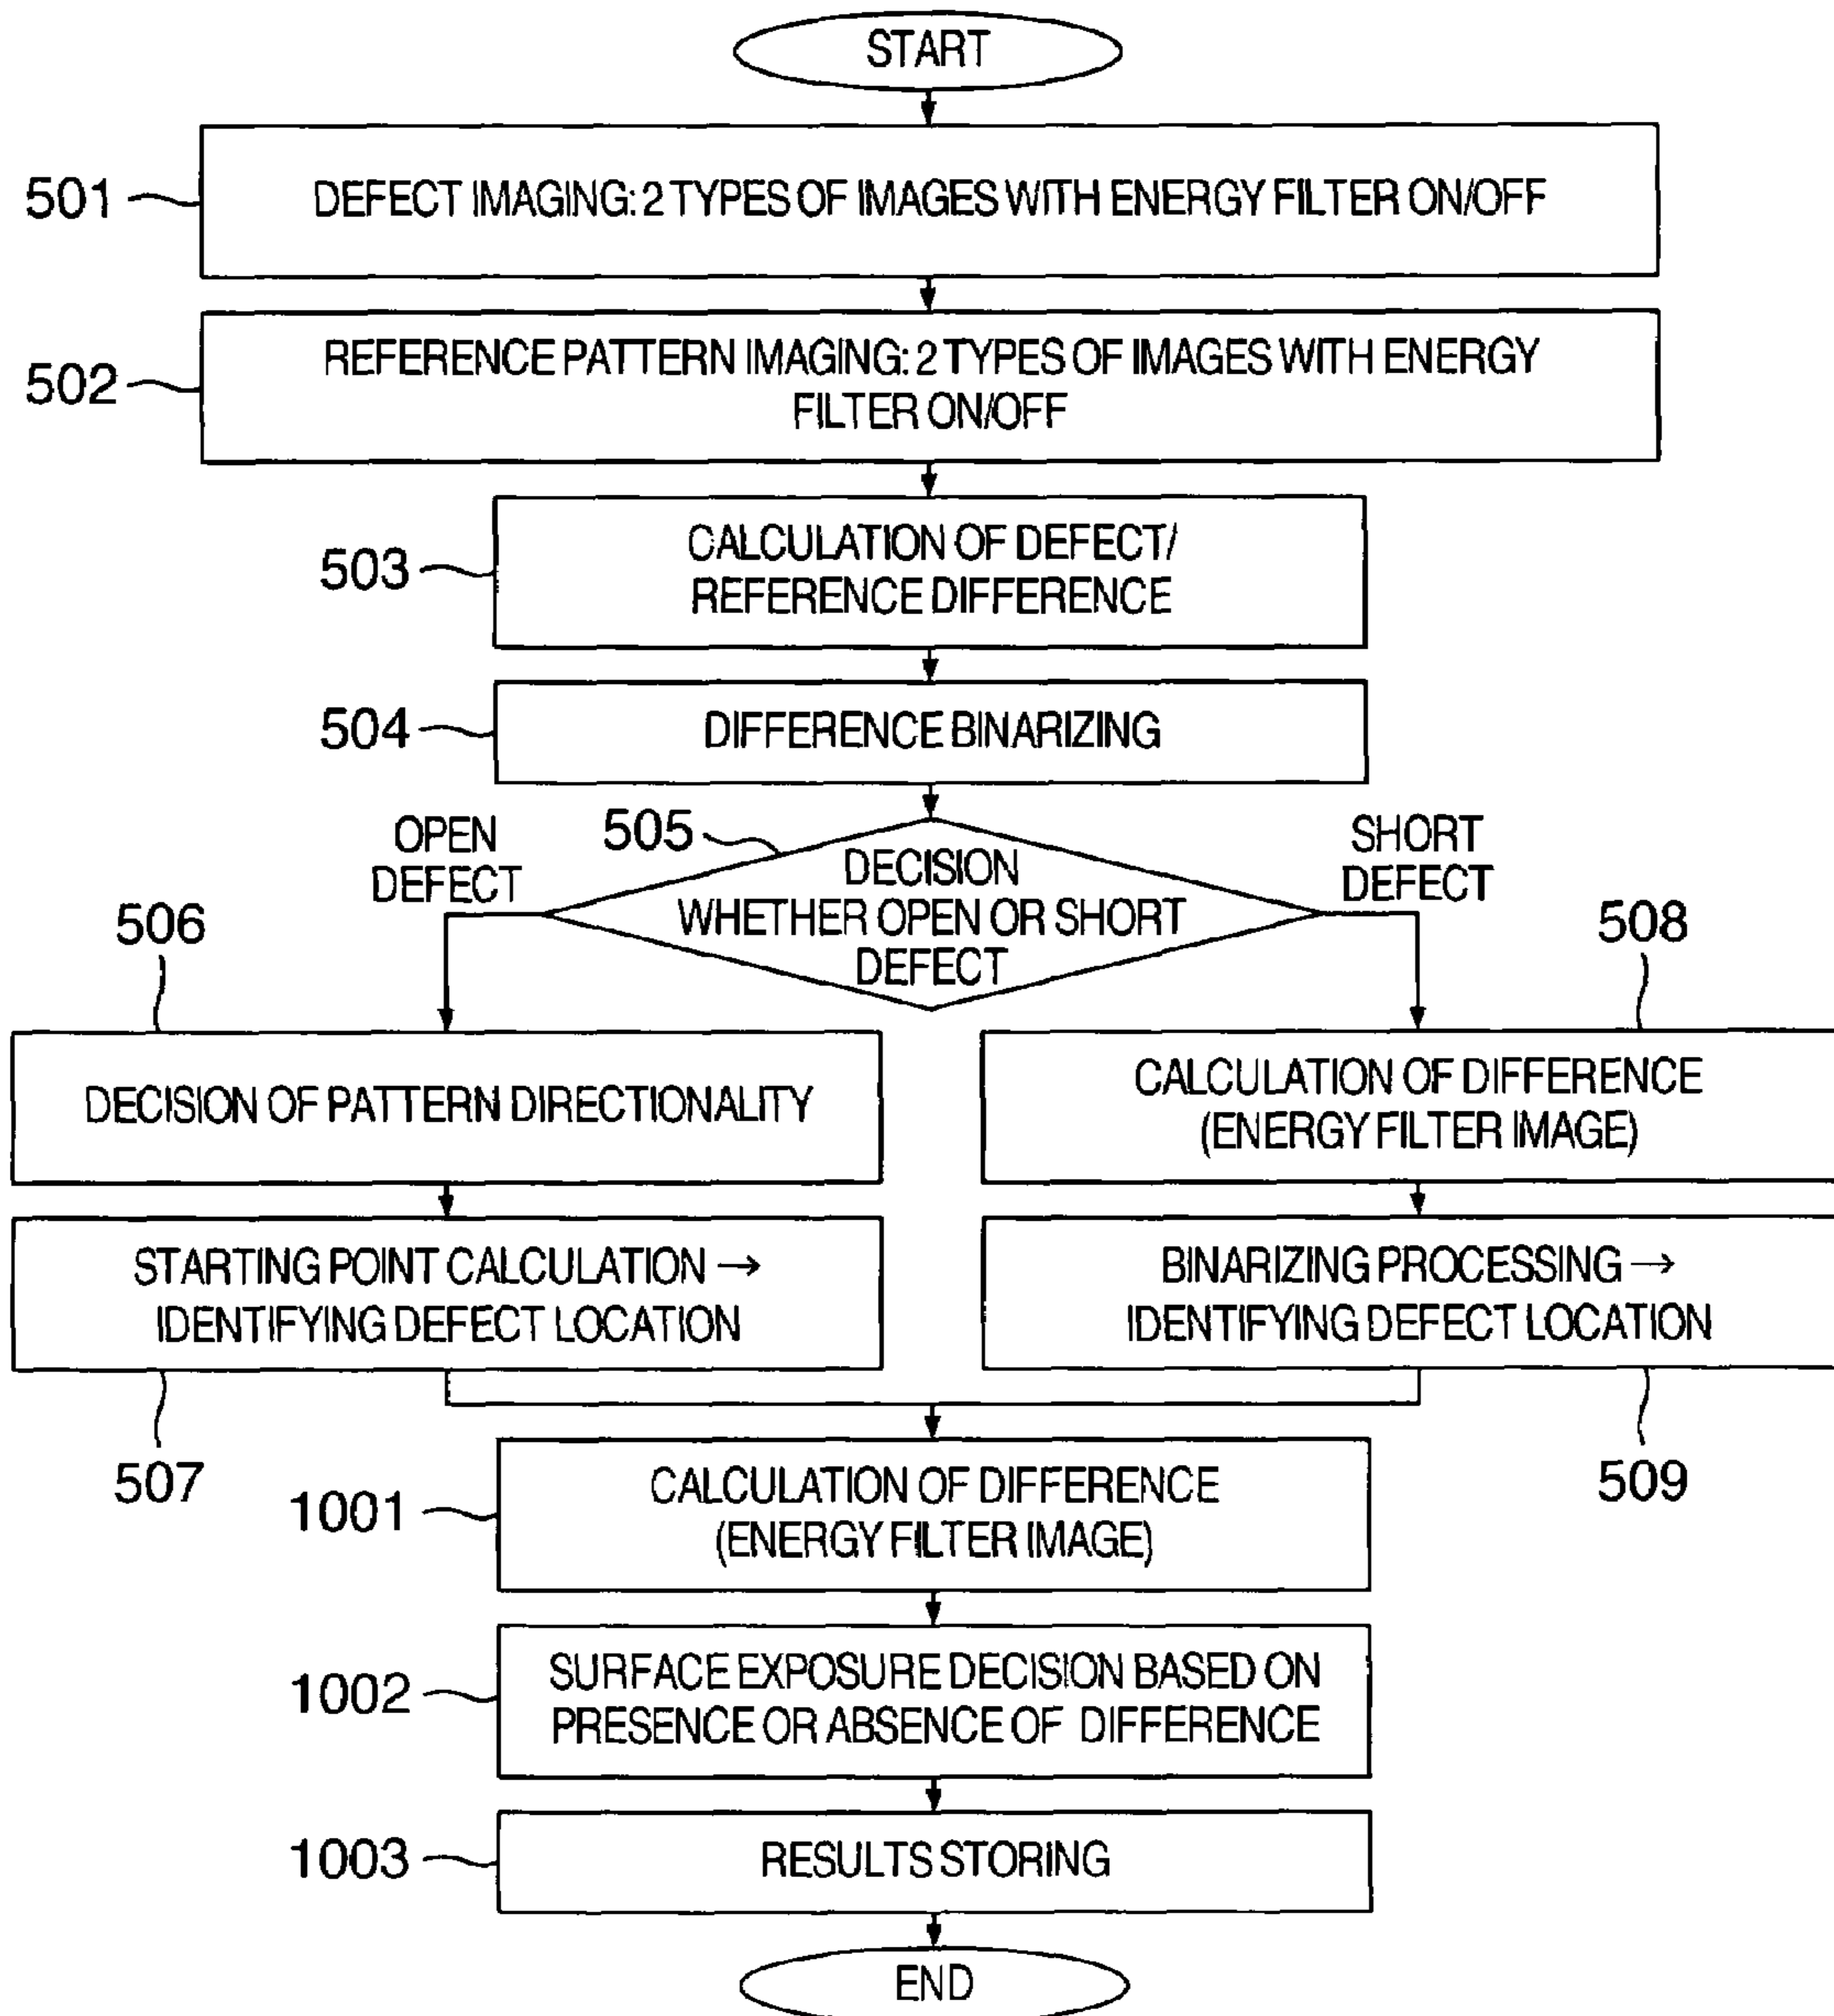 START
501
DEFECT IMAGING: 2 TYPES OF IMAGES WITH ENERGY FILTER ON/OFF
502
REFERENCE PATTERN IMAGING: 2 TYPES OF IMAGES WITH ENERGY
FILTER ON/OFF
503
CALCULATION OF DEFECT/
REFERENCE DIFFERENCE
504
DIFFERENCE BINARIZING
505
DECISION
WHETHER OPEN OR SHORT
DEFECT
OPEN
DEFECT
SHORT
DEFECT
506
DECISION OF PATTERN DIRECTIONALITY
508
CALCULATION OF DIFFERENCE
(ENERGY FILTER IMAGE)
STARTING POINT CALCULATION →
IDENTIFYING DEFECT LOCATION
507
BINARIZING PROCESSING →
IDENTIFYING DEFECT LOCATION
509
1001
CALCULATION OF DIFFERENCE
(ENERGY FILTER IMAGE)
1002
SURFACE EXPOSURE DECISION BASED ON
PRESENCE OR ABSENCE OF DIFFERENCE
1003
RESULTS STORING
END